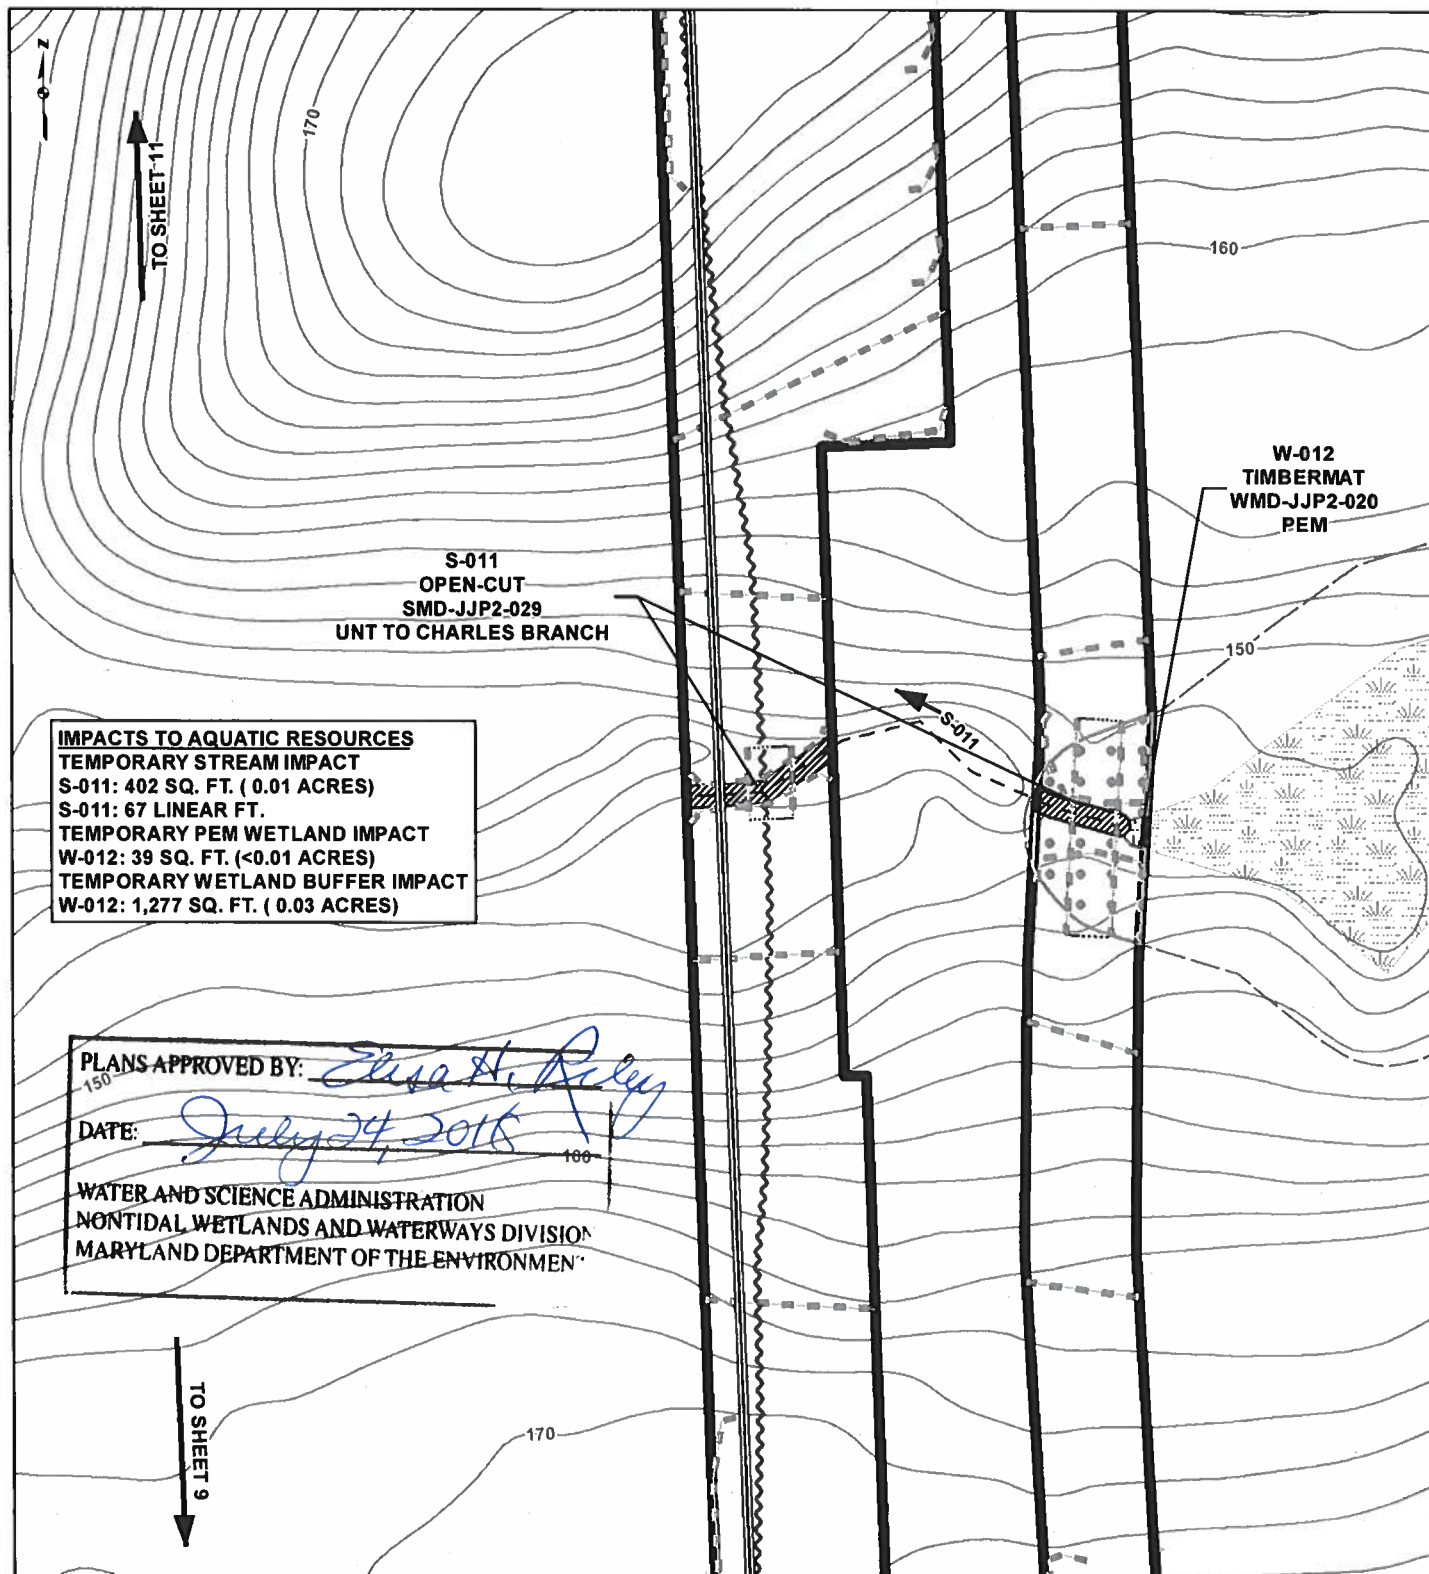 Z
TO SHEET 11
170
160
W-012
TIMBERMAT
WMD-JJP2-020
PEM
S-011
OPEN-CUT
SMD-JJP2-029
UNT TO CHARLES BRANCH
150
S-011
IMPACTS TO AQUATIC RESOURCES
TEMPORARY STREAM IMPACT
S-011: 402 SQ. FT. ( 0.01 ACRES)
S-011: 67 LINEAR FT.
TEMPORARY PEM WETLAND IMPACT
W-012: 39 SQ. FT. (<0.01 ACRES)
TEMPORARY WETLAND BUFFER IMPACT
W-012: 1,277 SQ. FT. ( 0.03 ACRES)
PLANS APPROVED BY: Elisa H. Riley
150
DATE: July 24, 2018
160
WATER AND SCIENCE ADMINISTRATION
NONTIDAL WETLANDS AND WATERWAYS DIVISION
MARYLAND DEPARTMENT OF THE ENVIRONMEN
TO SHEET 9
170